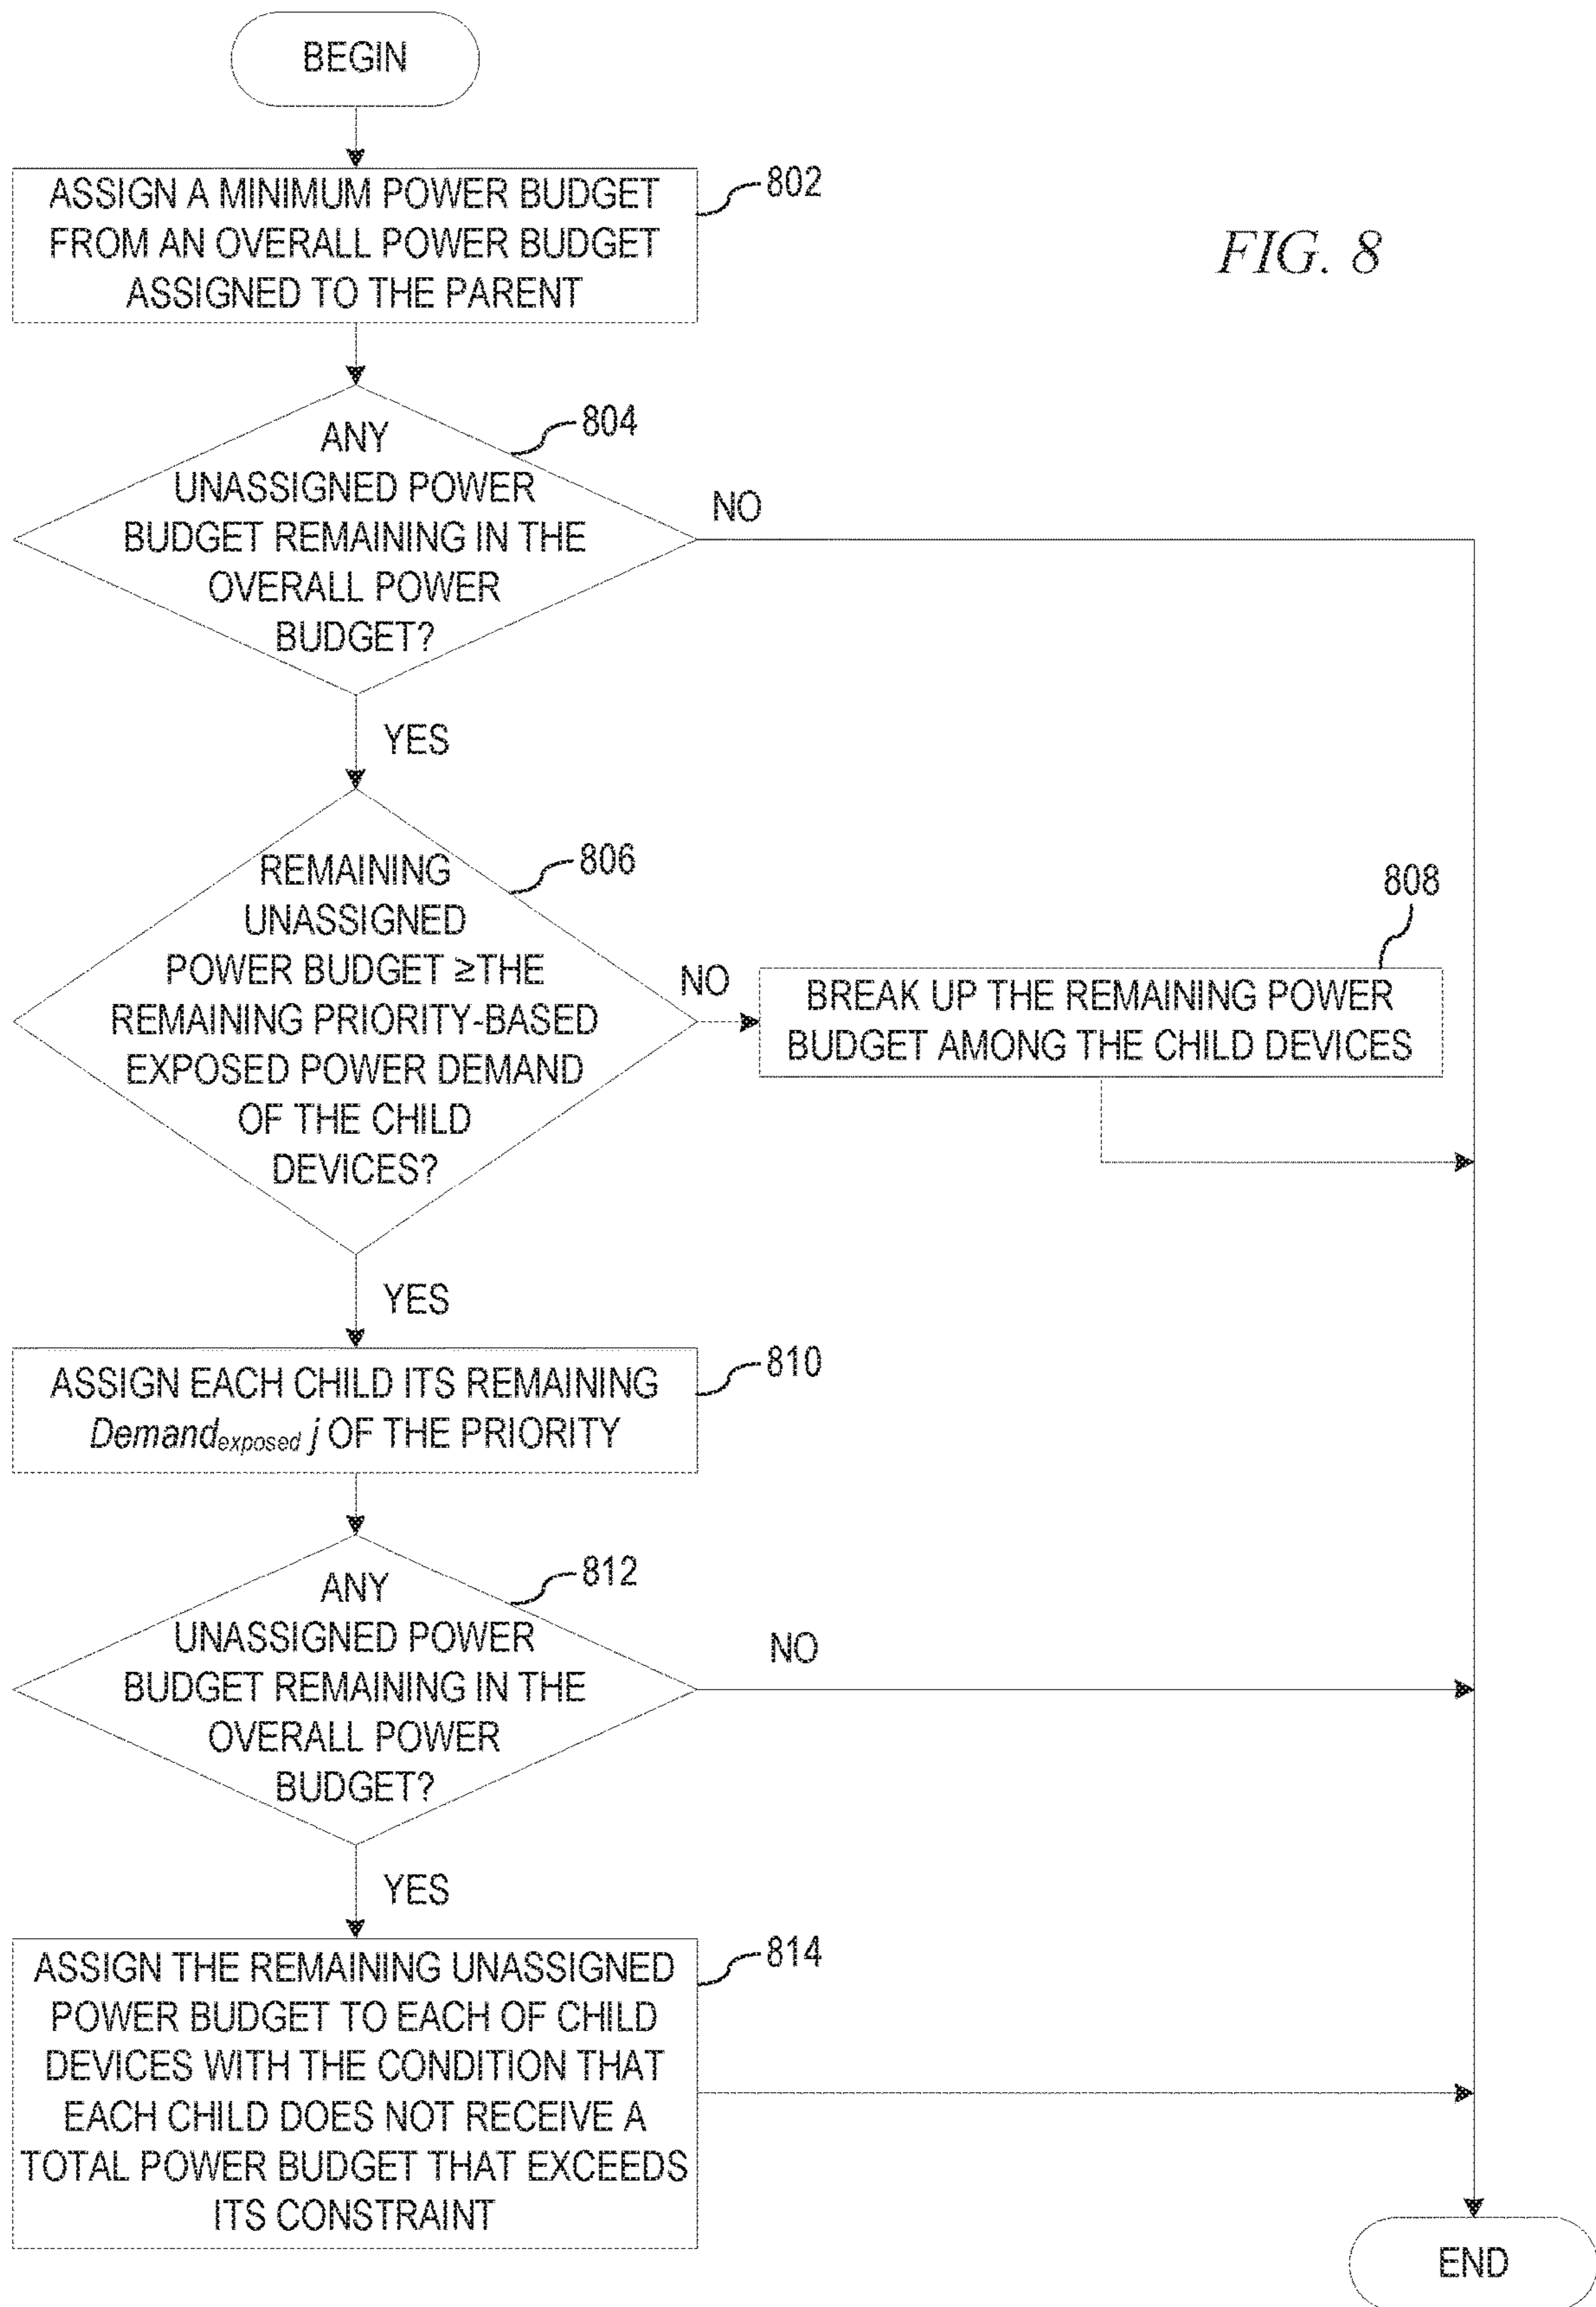 BEGIN
ASSIGN A MINIMUM POWER BUDGET
FROM AN OVERALL POWER BUDGET
ASSIGNED TO THE PARENT
802
FIG. 8
804
ANY
UNASSIGNED POWER
BUDGET REMAINING IN THE
OVERALL POWER
BUDGET?
NO
YES
806
REMAINING
UNASSIGNED
POWER BUDGET ≥THE
REMAINING PRIORITY-BASED
EXPOSED POWER DEMAND
OF THE CHILD
DEVICES?
NO
808
BREAK UP THE REMAINING POWER
BUDGET AMONG THE CHILD DEVICES
YES
ASSIGN EACH CHILD ITS REMAINING
Demandexposed j OF THE PRIORITY
810
812
ANY
UNASSIGNED POWER
BUDGET REMAINING IN THE
OVERALL POWER
BUDGET?
NO
YES
814
ASSIGN THE REMAINING UNASSIGNED
POWER BUDGET TO EACH OF CHILD
DEVICES WITH THE CONDITION THAT
EACH CHILD DOES NOT RECEIVE A
TOTAL POWER BUDGET THAT EXCEEDS
ITS CONSTRAINT
END